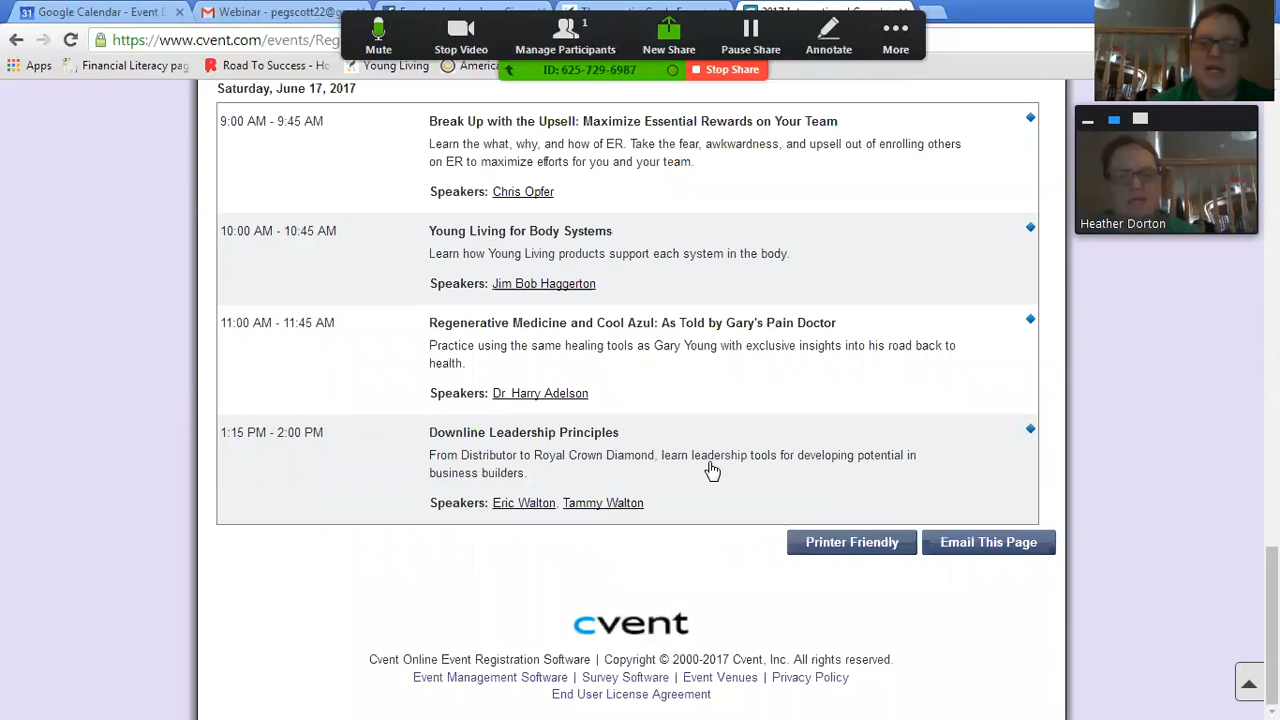 Google Calendar - Event D
Webinar - pegscott22@g
https://www.cvent.com/events/Reg
Mute
Stop Video
Manage Participants
1
New Share
Pause Share
Annotate
More
ID: 625-729-6987
Stop Share
Apps
Financial Literacy pag
Road To Success - Ho
Young Living
America
Heather Dorton
Saturday, June 17, 2017
9:00 AM - 9:45 AM
Break Up with the Upsell: Maximize Essential Rewards on Your Team
Learn the what, why, and how of ER. Take the fear, awkwardness, and upsell out of enrolling others
on ER to maximize efforts for you and your team.
Speakers: Chris Opfer
10:00 AM - 10:45 AM
Young Living for Body Systems
Learn how Young Living products support each system in the body.
Speakers: Jim Bob Haggerton
11:00 AM - 11:45 AM
Regenerative Medicine and Cool Azul: As Told by Gary's Pain Doctor
Practice using the same healing tools as Gary Young with exclusive insights into his road back to
health.
Speakers: Dr. Harry Adelson
1:15 PM - 2:00 PM
Downline Leadership Principles
From Distributor to Royal Crown Diamond, learn leadership tools for developing potential in
business builders.
Speakers: Eric Walton, Tammy Walton
Printer Friendly
Email This Page
cvent
Cvent Online Event Registration Software | Copyright © 2000-2017 Cvent, Inc. All rights reserved.
Event Management Software | Survey Software | Event Venues | Privacy Policy
End User License Agreement